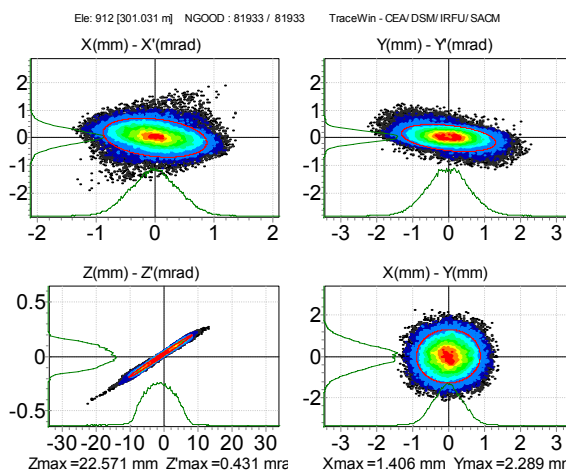 Ele: 912 [301.031 m] NGOOD : 81933 / 81933 TraceWin - CEA/ DSM/ IRFU/ SACM
X(mm) - X'(mrad) Y(mm) - Y'(mrad)
2 2
1 1
0 0
-1 -1
-2 -2
-2 -1 0 1 2 -3 -2 -1 0 1 2 3
Z(mm) - Z'(mrad) X(mm) - Y(mm)
0.5 2
0 0
-0.5 -2
-30 -20 -10 0 10 20 30 -3 -2 -1 0 1 2 3
Zmax =22.571 mm Z'max =0.431 mra Xmax =1.406 mm Ymax =2.289 mm